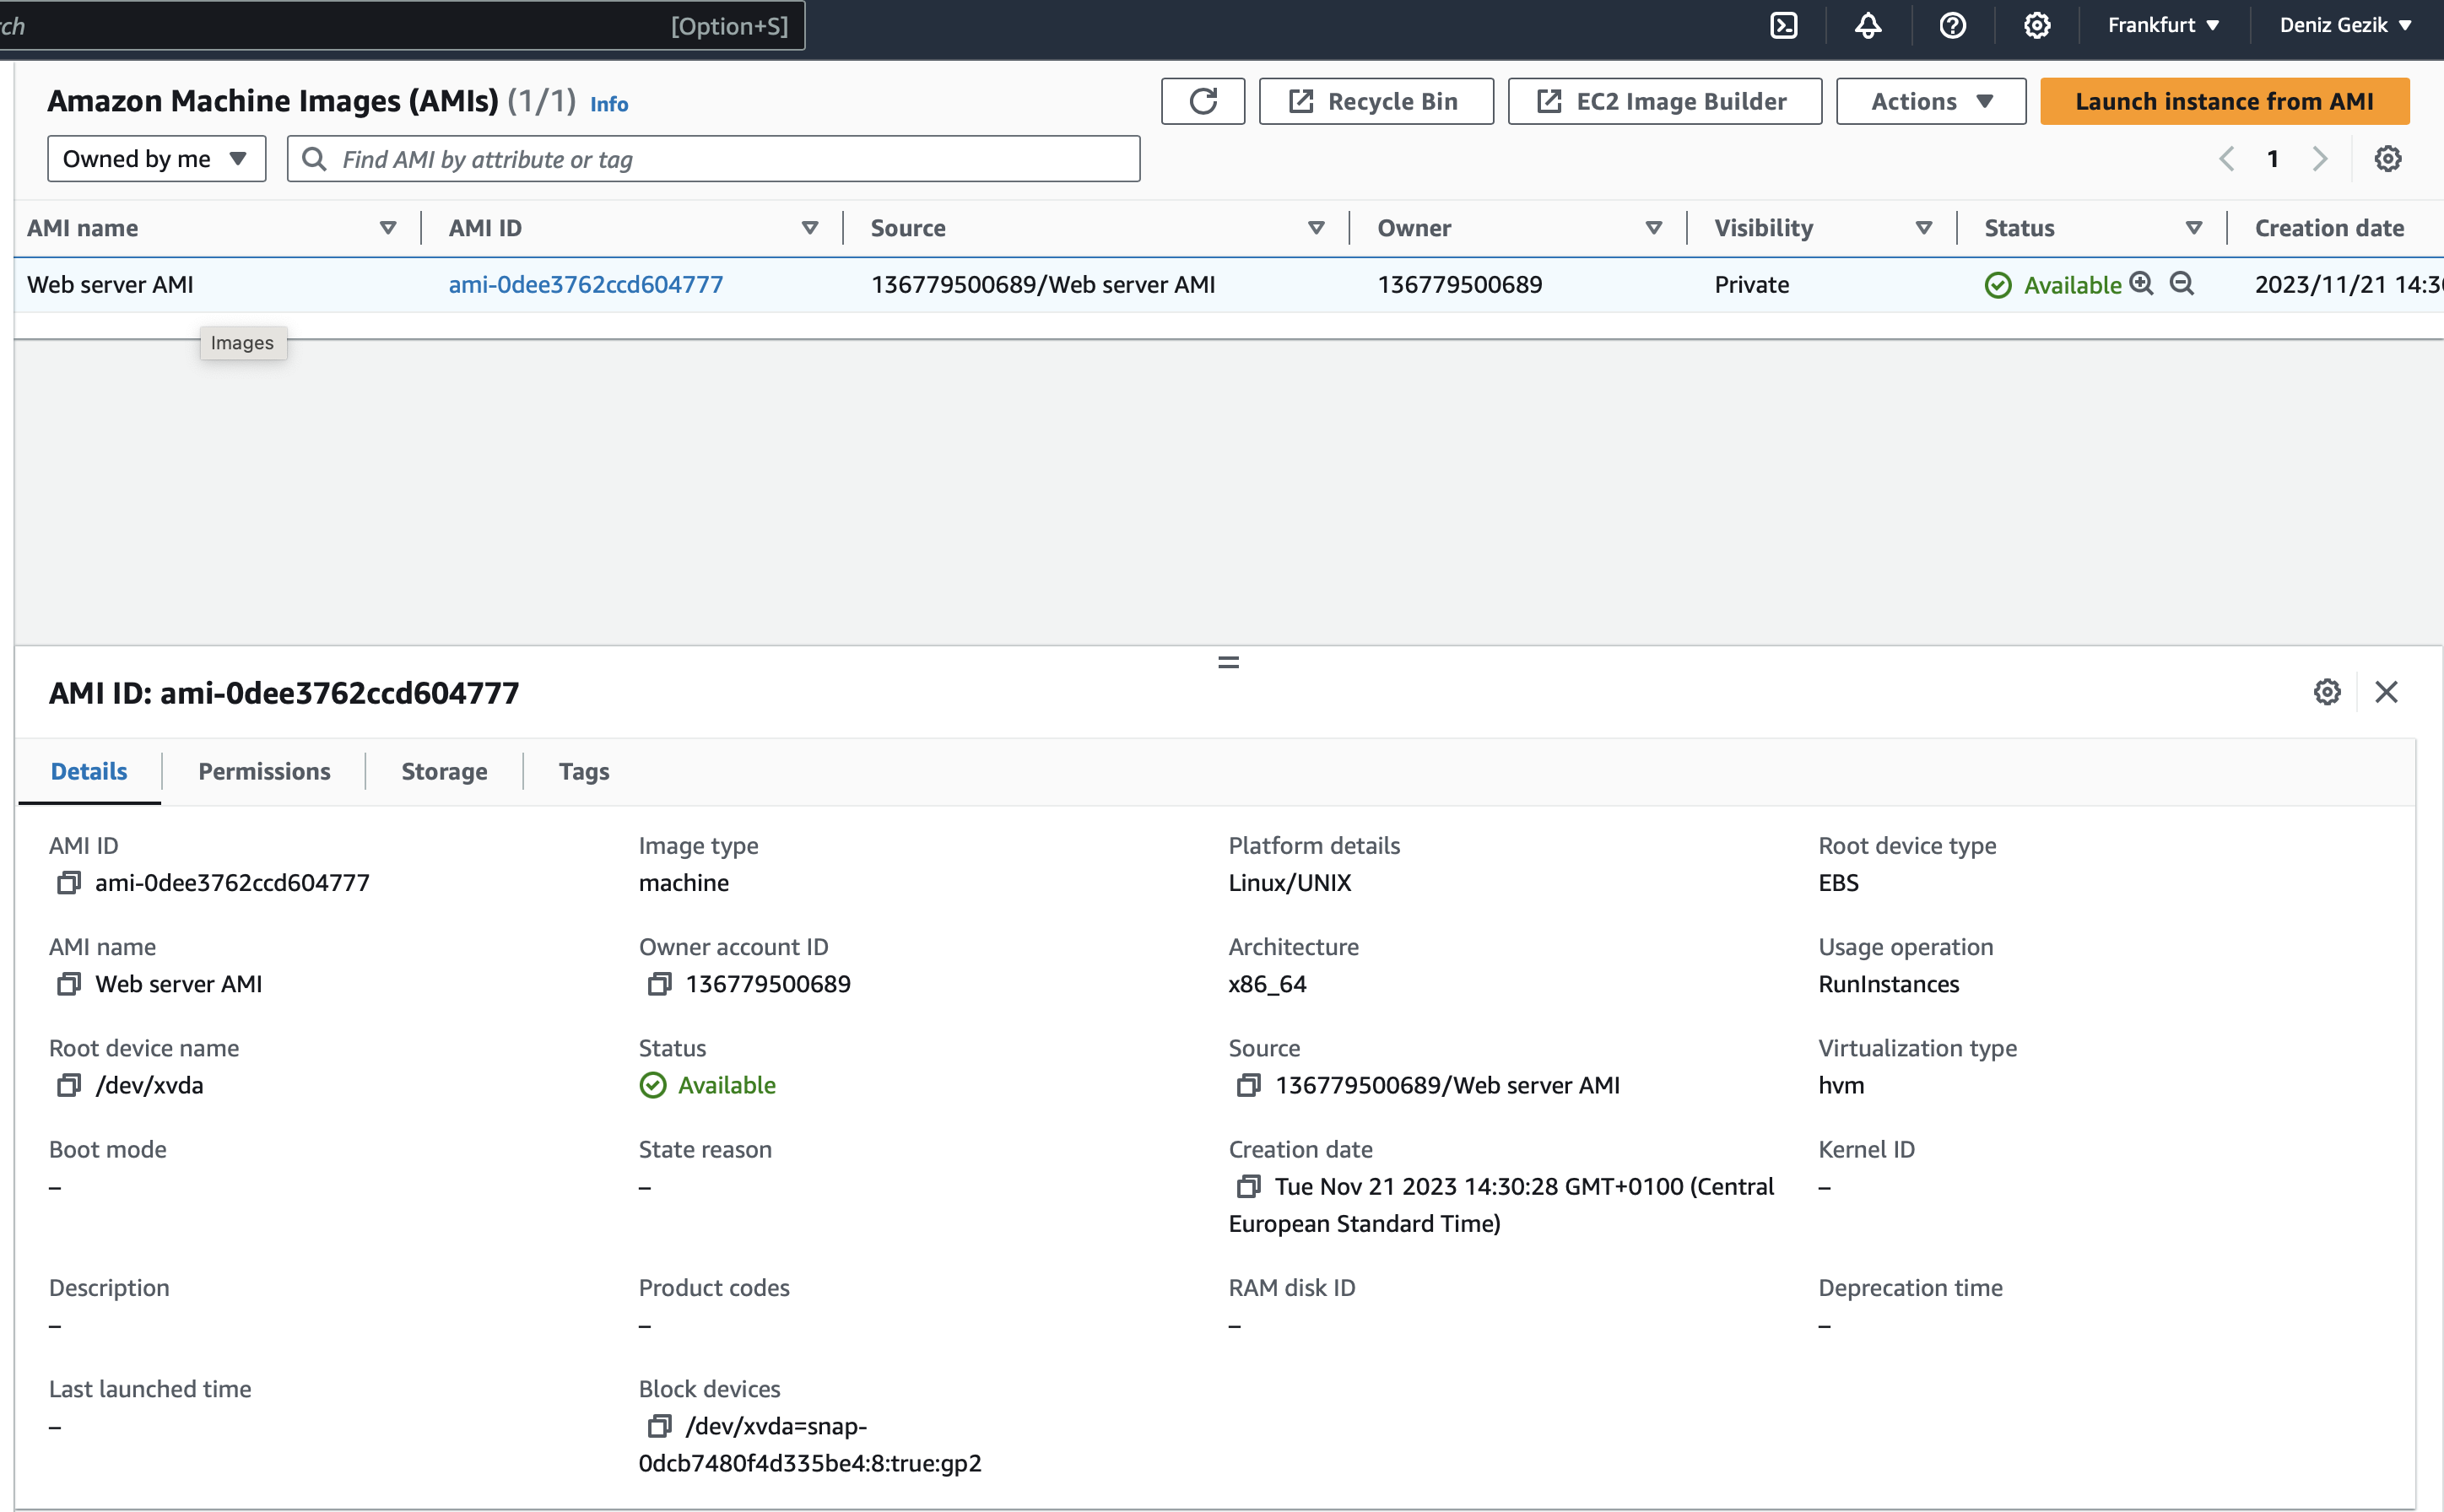 rch [Option+S] Frankfurt Deniz Gezik
Amazon Machine Images (AMIs) (1/1) Info Recycle Bin EC2 Image Builder Actions Launch instance from AMI
Owned by me Find AMI by attribute or tag 1
AMI name AMI ID Source Owner Visibility Status Creation date
Web server AMI ami-0dee3762ccd604777 136779500689/Web server AMI 136779500689 Private Available 2023/11/21 14:30
Images
AMI ID: ami-0dee3762ccd604777
Details Permissions Storage Tags
AMI ID Image type Platform details Root device type
ami-0dee3762ccd604777 machine Linux/UNIX EBS
AMI name Owner account ID Architecture Usage operation
Web server AMI 136779500689 x86_64 RunInstances
Root device name Status Source Virtualization type
/dev/xvda Available 136779500689/Web server AMI hvm
Boot mode State reason Creation date Kernel ID
– – Tue Nov 21 2023 14:30:28 GMT+0100 (Central –
European Standard Time)
Description Product codes RAM disk ID Deprecation time
– – – –
Last launched time Block devices
– /dev/xvda=snap-
0dcb7480f4d335be4:8:true:gp2